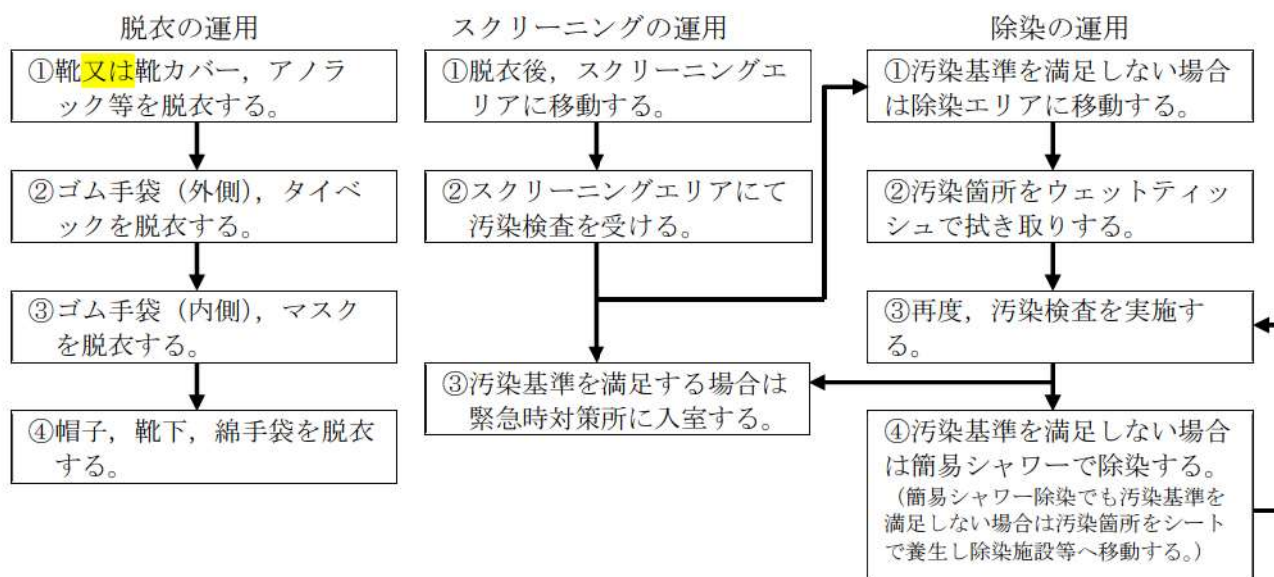 脱衣の運用
①靴又は靴カバー，アノラ
ック等を脱衣する。
②ゴム手袋（外側），タイベ
ックを脱衣する。
③ゴム手袋（内側），マスク
を脱衣する。
④帽子，靴下，綿手袋を脱衣
する。
スクリーニングの運用
①脱衣後，スクリーニングエ
リアに移動する。
②スクリーニングエリアにて
汚染検査を受ける。
③汚染基準を満足する場合は
緊急時対策所に入室する。
除染の運用
①汚染基準を満足しない場合
は除染エリアに移動する。
②汚染箇所をウェットティッ
シュで拭き取りする。
③再度，汚染検査を実施す
る。
④汚染基準を満足しない場合
は簡易シャワーで除染する。
（簡易シャワー除染でも汚染基準を
満足しない場合は汚染箇所をシート
で養生し除染施設等へ移動する。）